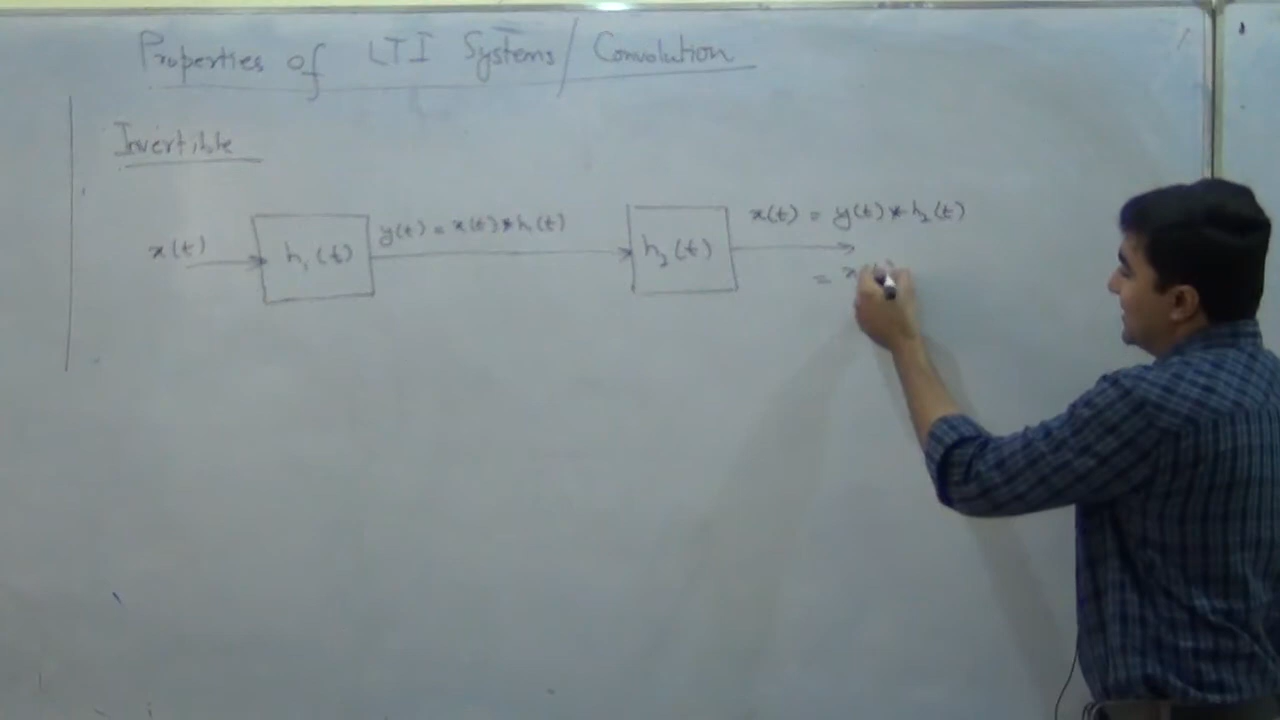 Properties of LTI Systems / Convolution
Invertible
x(t) h₁(t) y(t) = x(t) * h₁(t) h₂(t) x(t) = y(t) * h₂(t)
= x